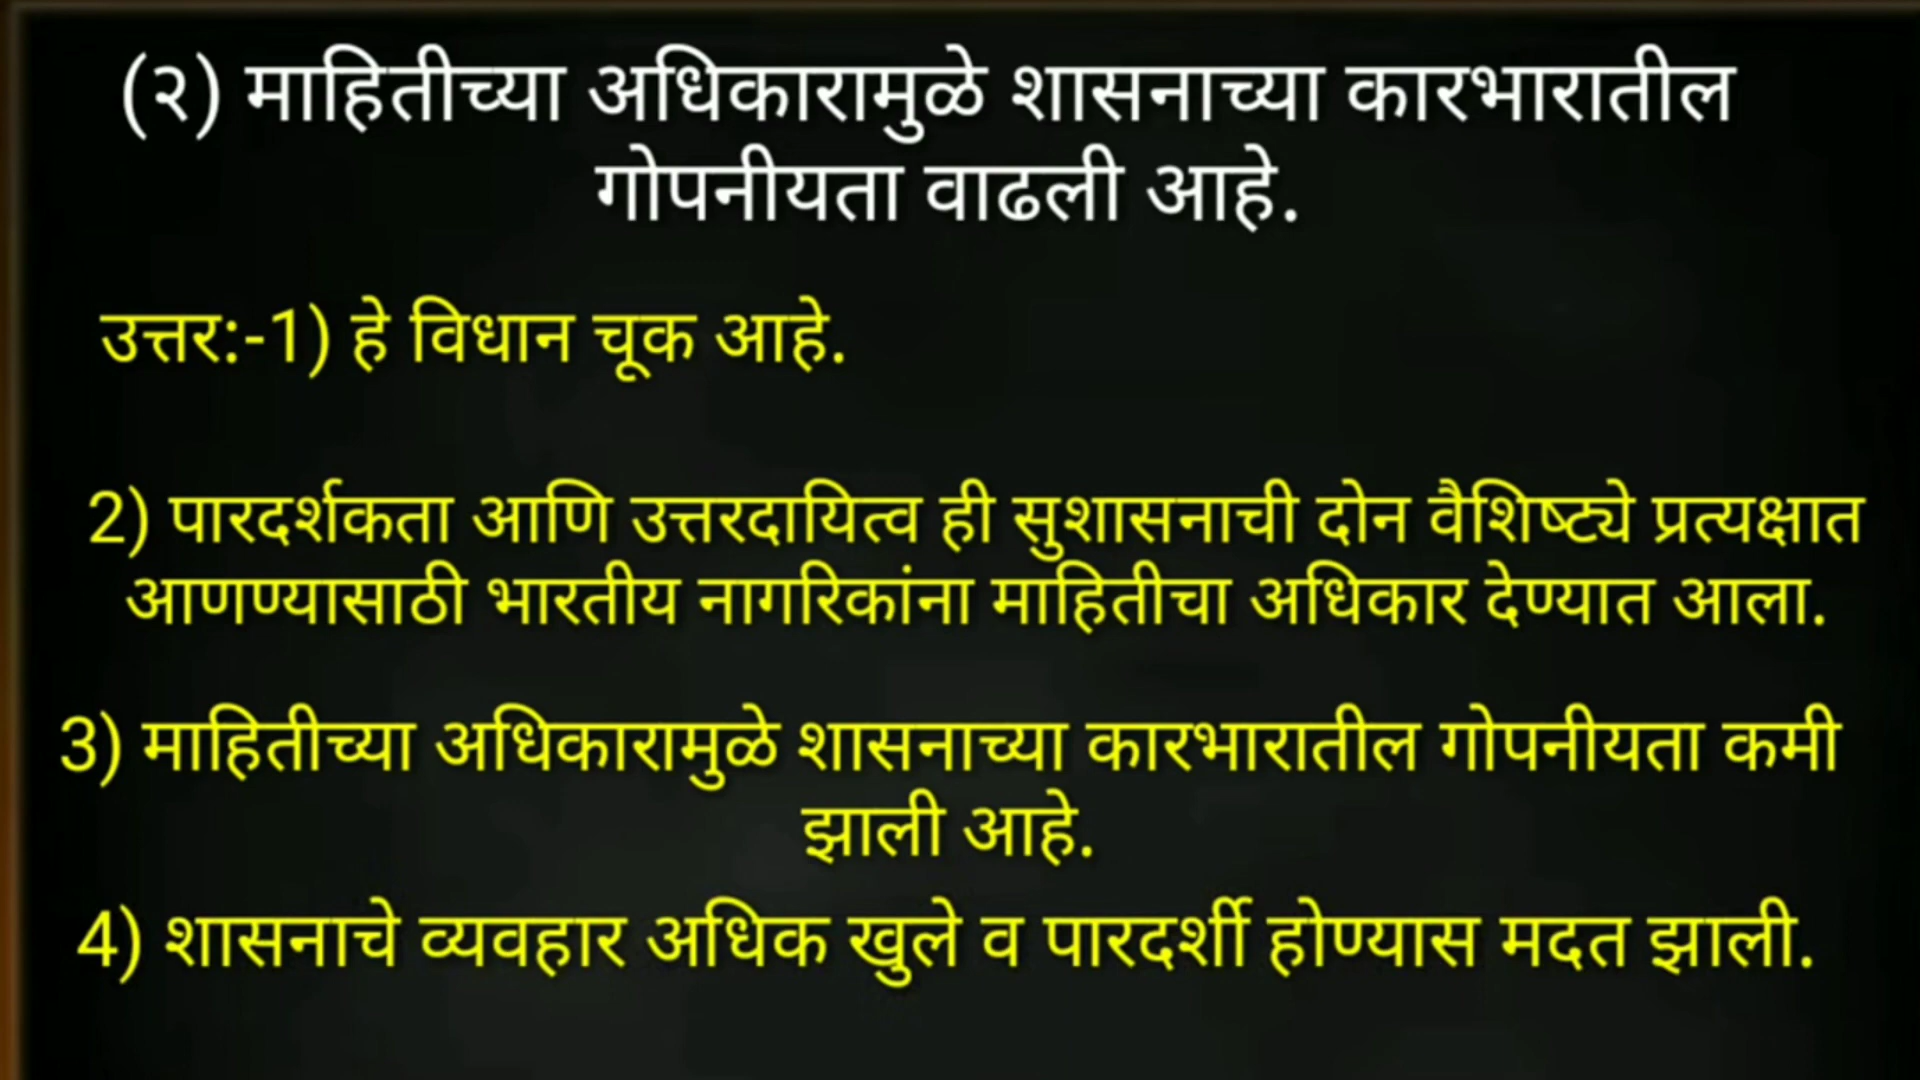 (२) माहितीच्या अधिकारामुळे शासनाच्या कारभारातील
गोपनीयता वाढली आहे.
उत्तर:-1) हे विधान चूक आहे.
2) पारदर्शकता आणि उत्तरदायित्व ही सुशासनाची दोन वैशिष्ट्ये प्रत्यक्षात
आणण्यासाठी भारतीय नागरिकांना माहितीचा अधिकार देण्यात आला.
3) माहितीच्या अधिकारामुळे शासनाच्या कारभारातील गोपनीयता कमी
झाली आहे.
4) शासनाचे व्यवहार अधिक खुले व पारदर्शी होण्यास मदत झाली.